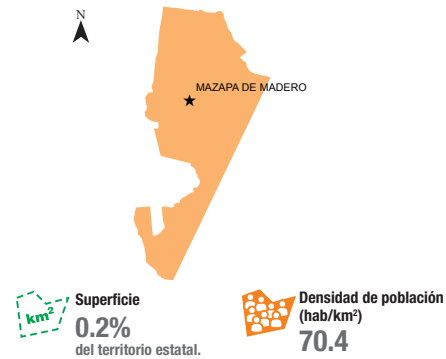 N
MAZAPA DE MADERO
km²
Superficie
0.2%
del territorio estatal.
Densidad de población
(hab/km²)
70.4